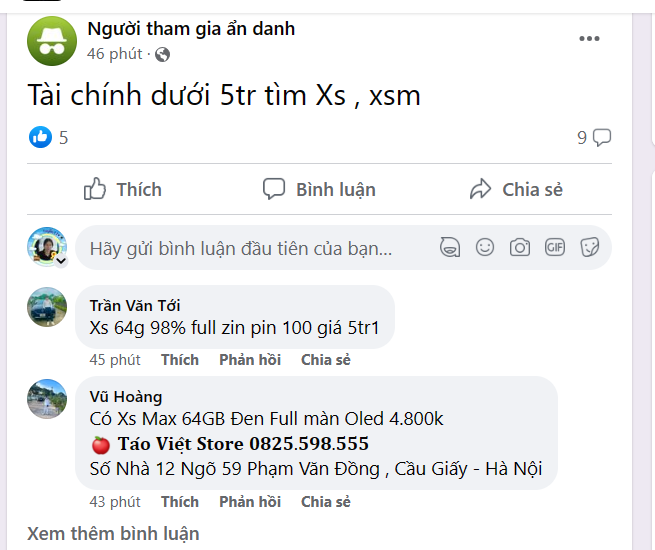 Người tham gia ẩn danh
46 phút ·
Tài chính dưới 5tr tìm Xs , xsm
5
9
Thích
Bình luận
Chia sẻ
Hãy gửi bình luận đầu tiên của bạn...
GIF
Trần Văn Tới
Xs 64g 98% full zin pin 100 giá 5tr1
45 phút Thích Phản hồi Chia sẻ
Vũ Hoàng
Có Xs Max 64GB Đen Full màn Oled 4.800k
Táo Việt Store 0825.598.555
Số Nhà 12 Ngõ 59 Phạm Văn Đồng , Cầu Giấy - Hà Nội
43 phút Thích Phản hồi Chia sẻ
Xem thêm bình luận